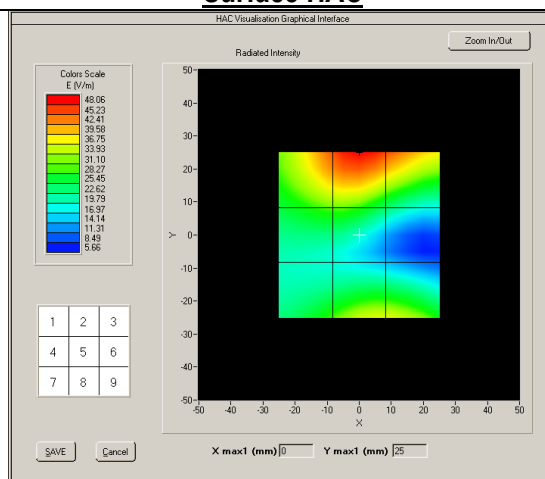 Surface HAC
HAC Visualisation Graphical Interface
Zoom In/Out
Radiated Intensity
Colors Scale
E (V/m)
48.06
45.23
42.41
39.58
36.75
33.93
31.10
28.27
25.45
22.62
19.79
16.97
14.14
11.31
8.49
5.66
50
40
30
20
10
0
-10
-20
-30
-40
-50
Y
-50 -40 -30 -20 -10 0 10 20 30 40 50
X
1 2 3
4 5 6
7 8 9
SAVE Cancel X max1 (mm) 0 Y max1 (mm) 25